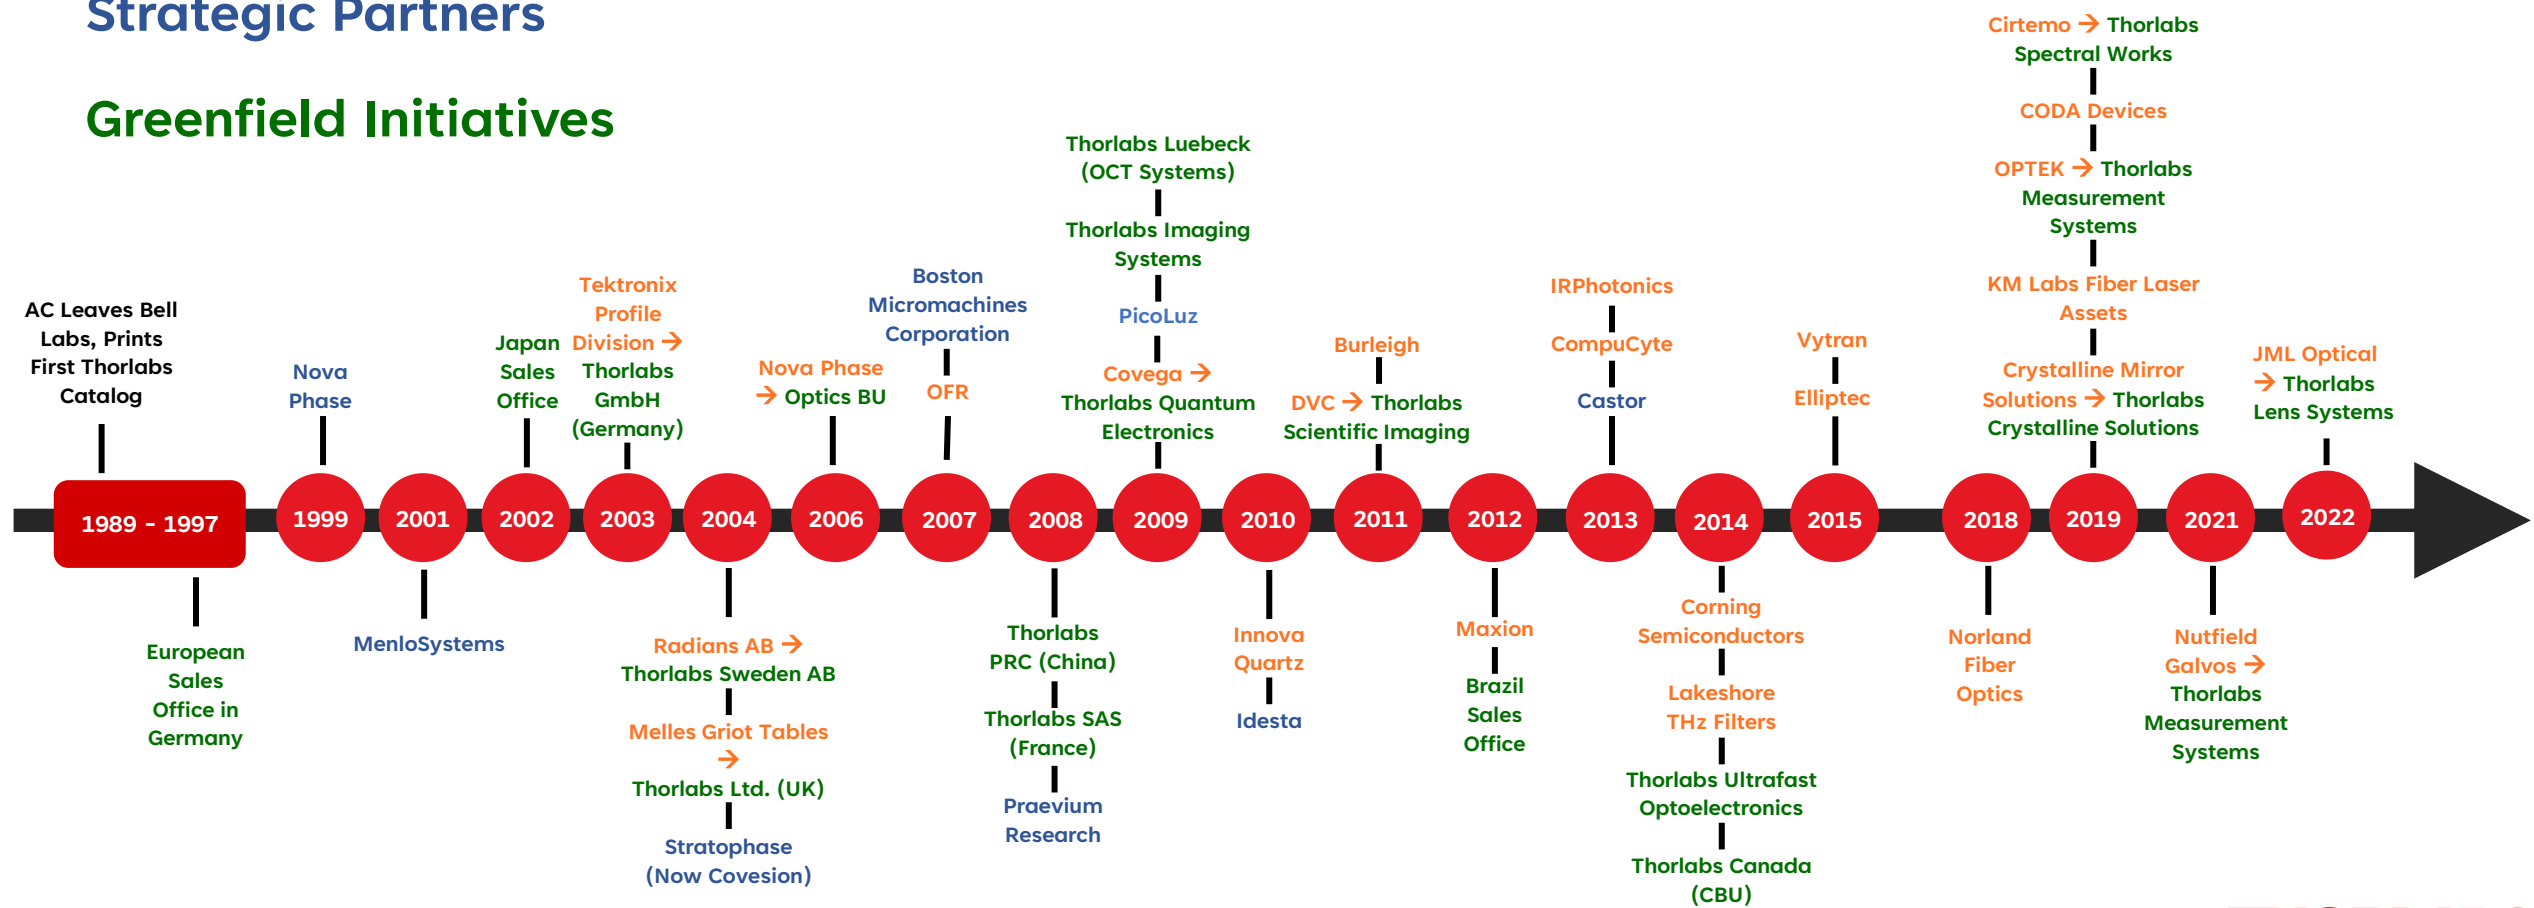 Strategic Partners
Greenfield Initiatives
AC Leaves Bell
Labs, Prints
First Thorlabs
Catalog
1989 - 1997
European
Sales
Office in
Germany
Nova
Phase
1999
2001
MenloSystems
Japan
Sales
Office
2002
Tektronix
Profile
Division →
Thorlabs
GmbH
(Germany)
2003
2004
Radians AB →
Thorlabs Sweden AB
Melles Griot Tables
→
Thorlabs Ltd. (UK)
Stratophase
(Now Covesion)
Nova Phase
→ Optics BU
2006
Boston
Micromachines
Corporation
OFR
2007
2008
Thorlabs
PRC (China)
Thorlabs SAS
(France)
Praevium
Research
Thorlabs Luebeck
(OCT Systems)
Thorlabs Imaging
Systems
PicoLuz
Covega →
Thorlabs Quantum
Electronics
2009
2010
Innova
Quartz
Idesta
Burleigh
DVC → Thorlabs
Scientific Imaging
2011
2012
Maxion
Brazil
Sales
Office
IRPhotonics
CompuCyte
Castor
2013
2014
Corning
Semiconductors
Lakeshore
THz Filters
Thorlabs Ultrafast
Optoelectronics
Thorlabs Canada
(CBU)
Vytran
Elliptec
2015
2018
Norland
Fiber
Optics
Cirtemo → Thorlabs
Spectral Works
CODA Devices
OPTEK → Thorlabs
Measurement
Systems
KM Labs Fiber Laser
Assets
Crystalline Mirror
Solutions → Thorlabs
Crystalline Solutions
2019
2021
Nutfield
Galvos →
Thorlabs
Measurement
Systems
JML Optical
→ Thorlabs
Lens Systems
2022